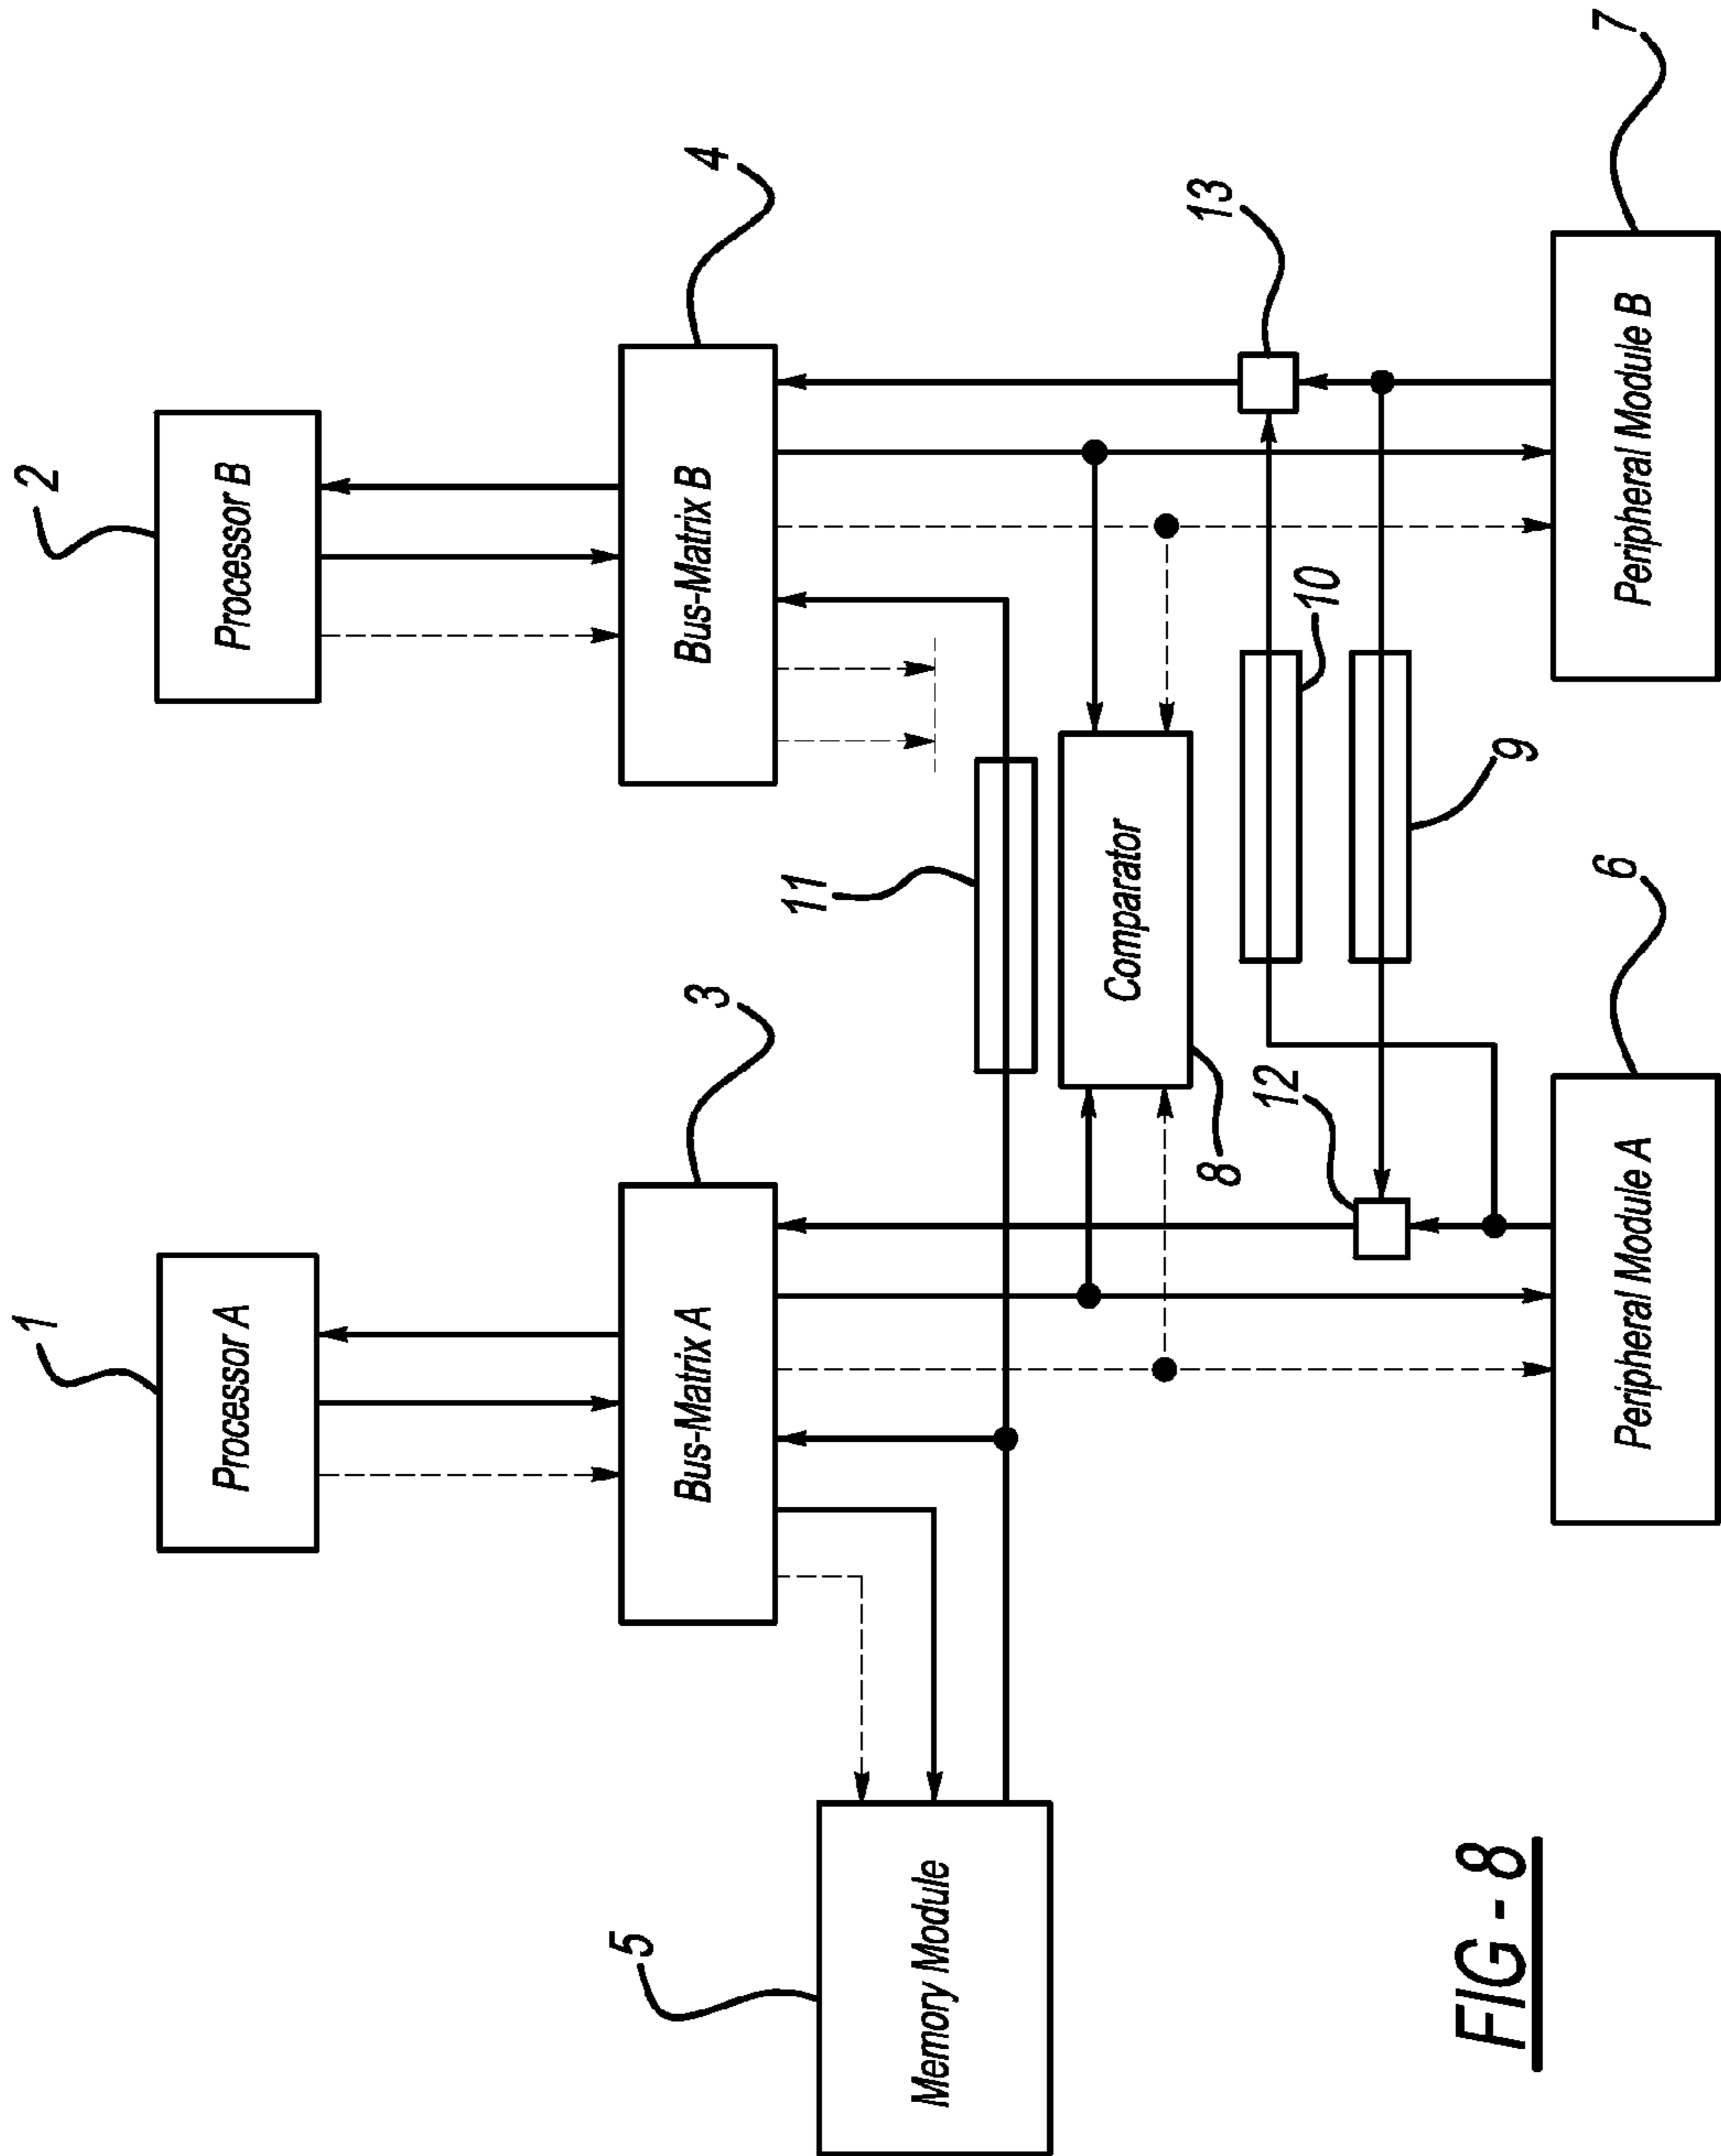 1
Processor A
2
Processor B
3
Bus-Matrix A
4
Bus-Matrix B
5
Memory Module
11
Comparator
8
12
13
10
9
6
Peripheral Module A
7
Peripheral Module B
FIG - 8